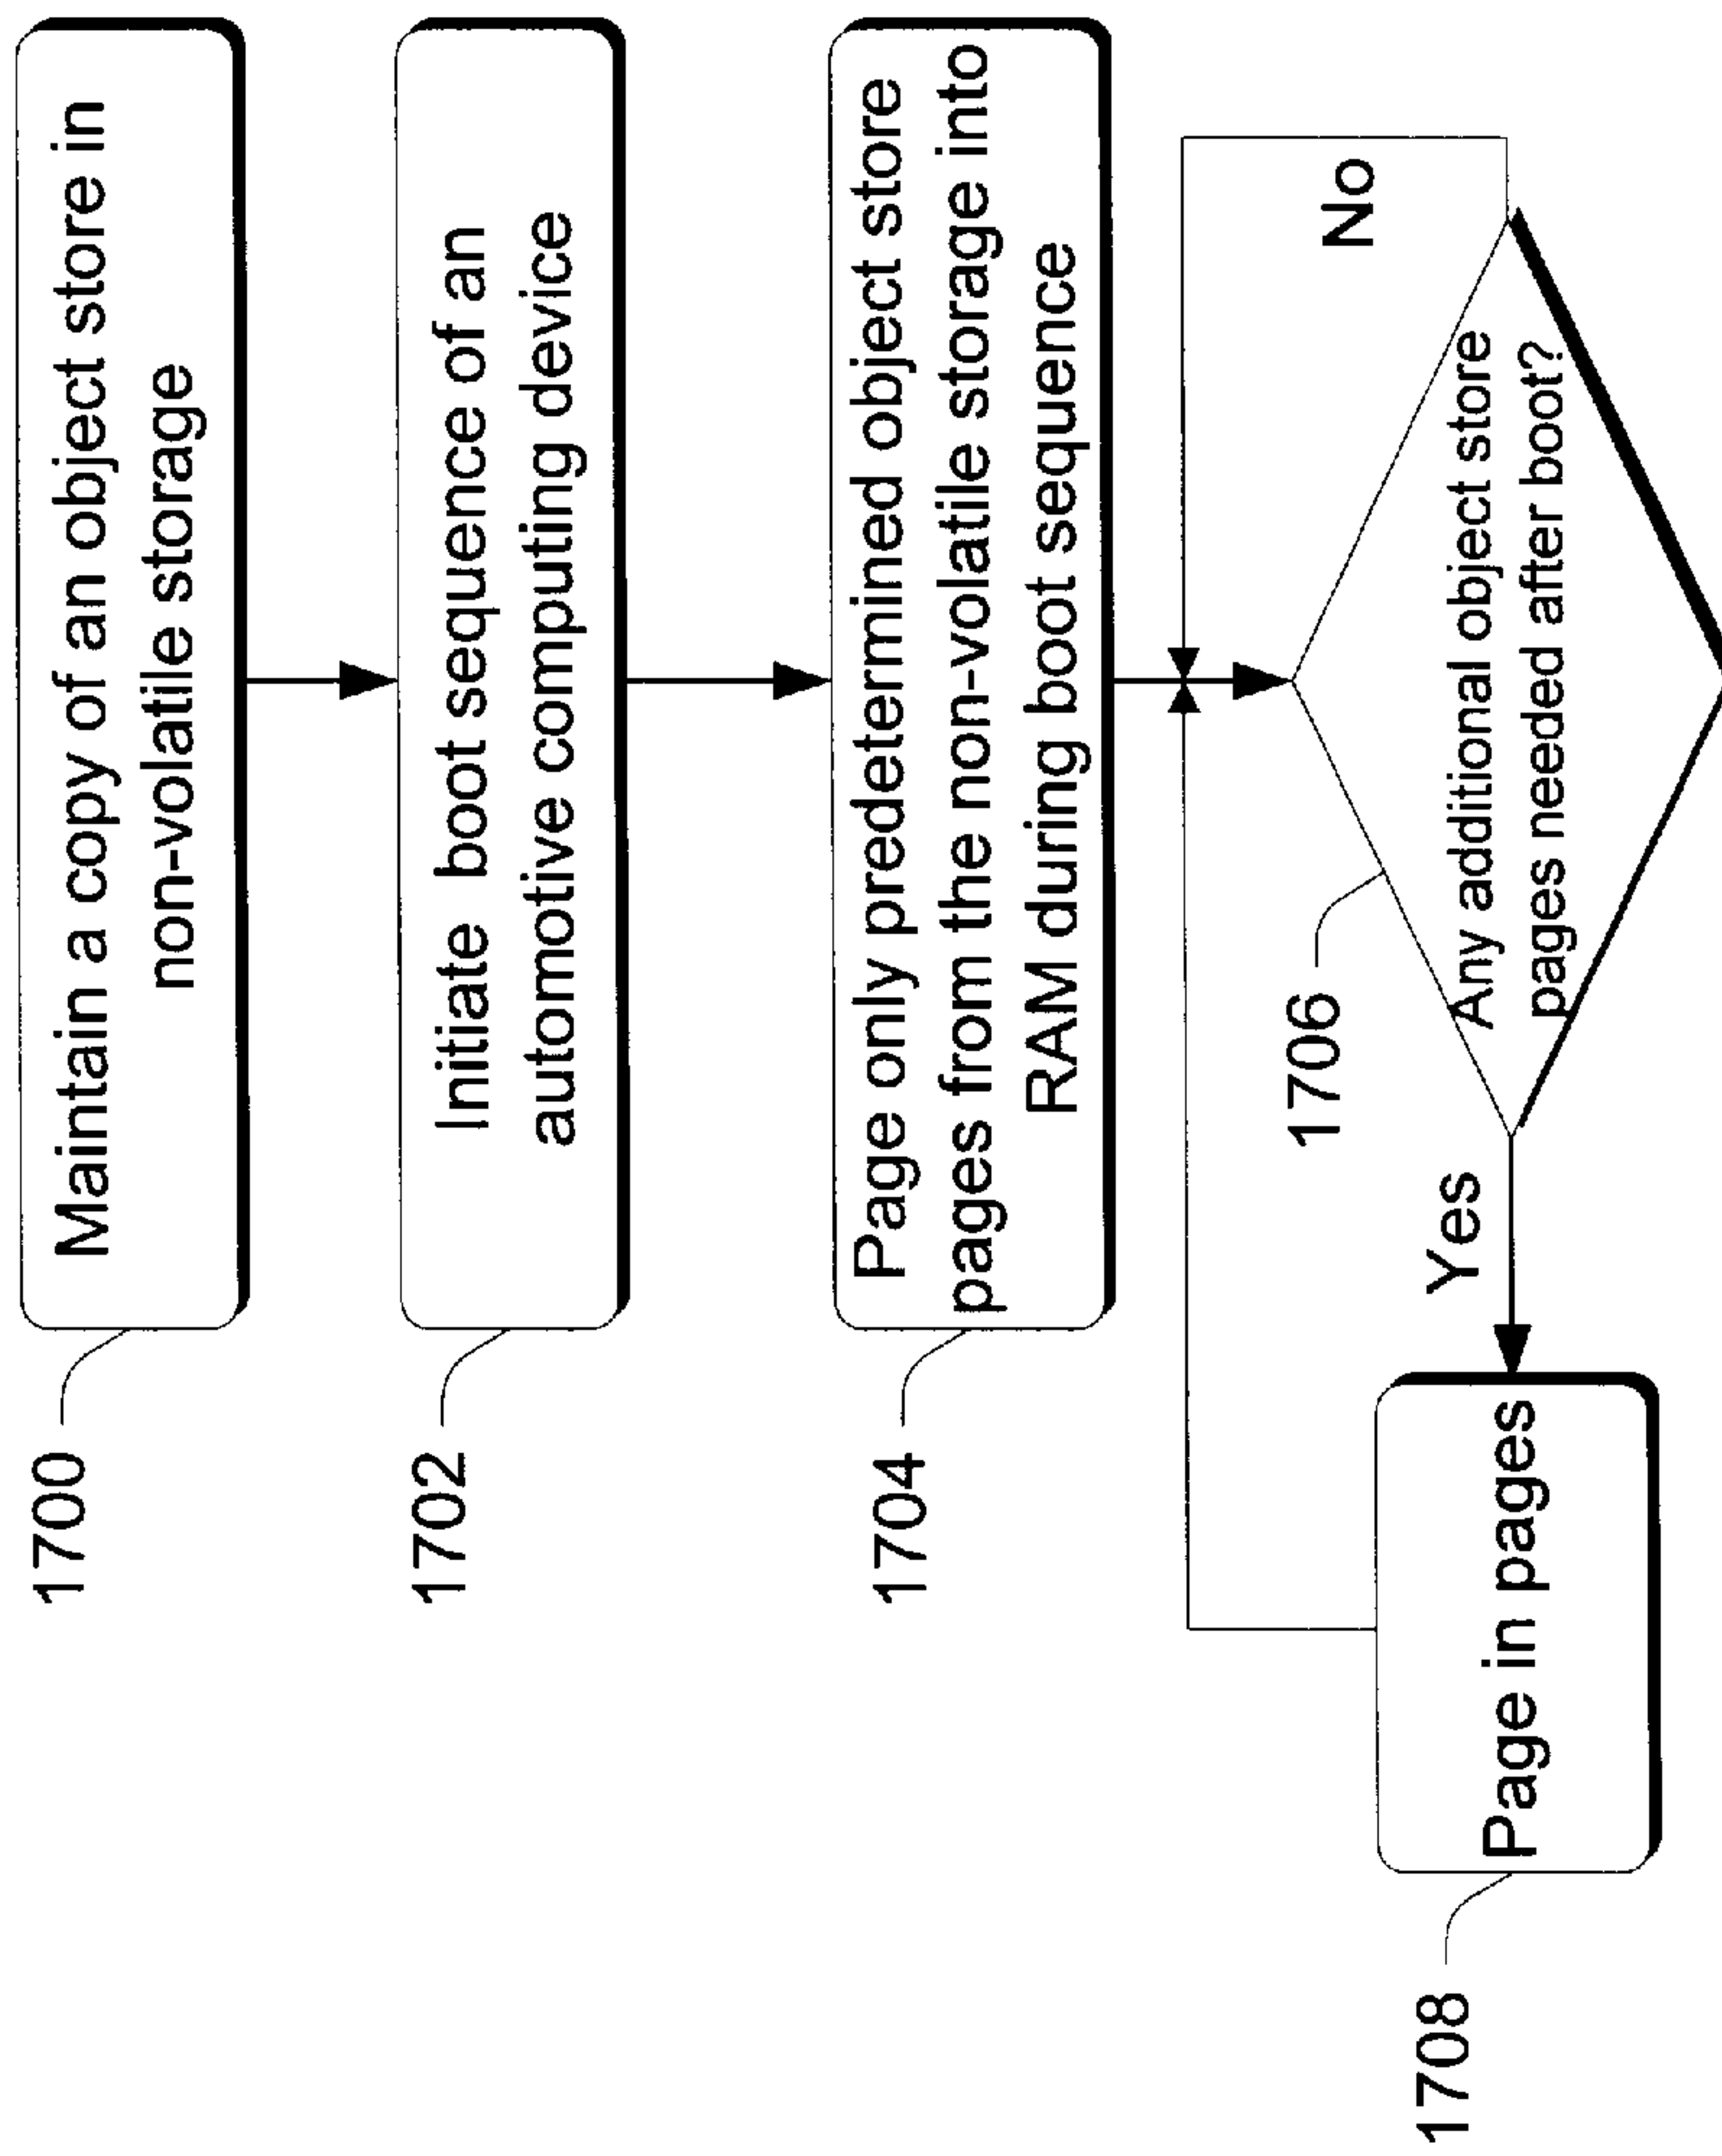 1700
Maintain a copy of an object store in
non-volatile storage
1702
Initiate boot sequence of an
automotive computing device
1704
Page only predetermined object store
pages from the non-volatile storage into
RAM during boot sequence
1706
Any additional object store
pages needed after boot?
No
Yes
1708
Page in pages